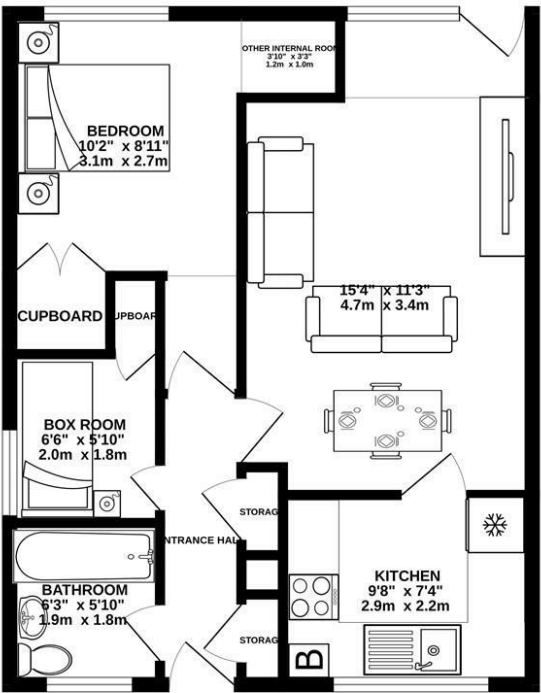 OTHER INTERNAL ROOM
3'10" x 3'3"
1.2m x 1.0m
BEDROOM
10'2" x 8'11"
3.1m x 2.7m
15'4" x 11'3"
4.7m x 3.4m
CUPBOARD
UPBOAR
BOX ROOM
6'6" x 5'10"
2.0m x 1.8m
STORAG
NTRANCE HAL
BATHROOM
6'3" x 5'10"
1.9m x 1.8m
KITCHEN
9'8" x 7'4"
2.9m x 2.2m
STORAG
B